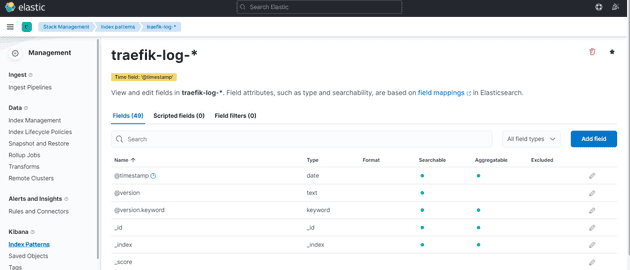 elastic
Search Elastic
C Stack Management Index patterns traefik-log-*
Management
Ingest
Ingest Pipelines
Data
Index Management
Index Lifecycle Policies
Snapshot and Restore
Rollup Jobs
Transforms
Remote Clusters
Alerts and Insights
Rules and Connectors
Kibana
Index Patterns
Saved Objects
Tags
traefik-log-*
Time field: '@timestamp'
View and edit fields in traefik-log-*. Field attributes, such as type and searchability, are based on field mappings in Elasticsearch.
Fields (49) Scripted fields (0) Field filters (0)
Search All field types Add field
Name Type Format Searchable Aggregatable Excluded
@timestamp date
@version text
@version.keyword keyword
_id _id
_index _index
_score